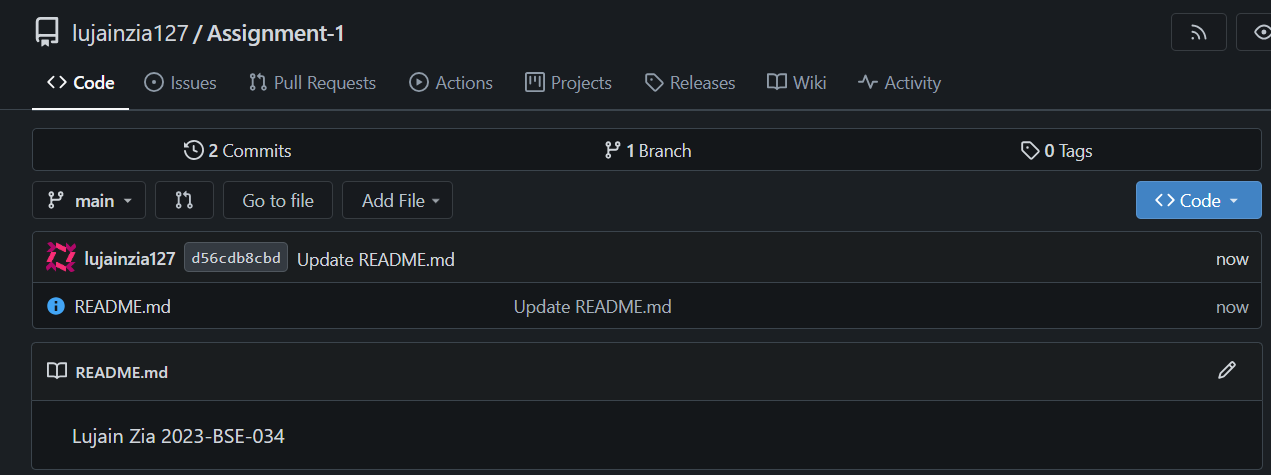 lujainzia127 / Assignment-1
Code Issues Pull Requests Actions Projects Releases Wiki Activity
2 Commits 1 Branch 0 Tags
main Go to file Add File Code
lujainzia127 d56cdb8cbd Update README.md now
README.md Update README.md now
README.md
Lujain Zia 2023-BSE-034